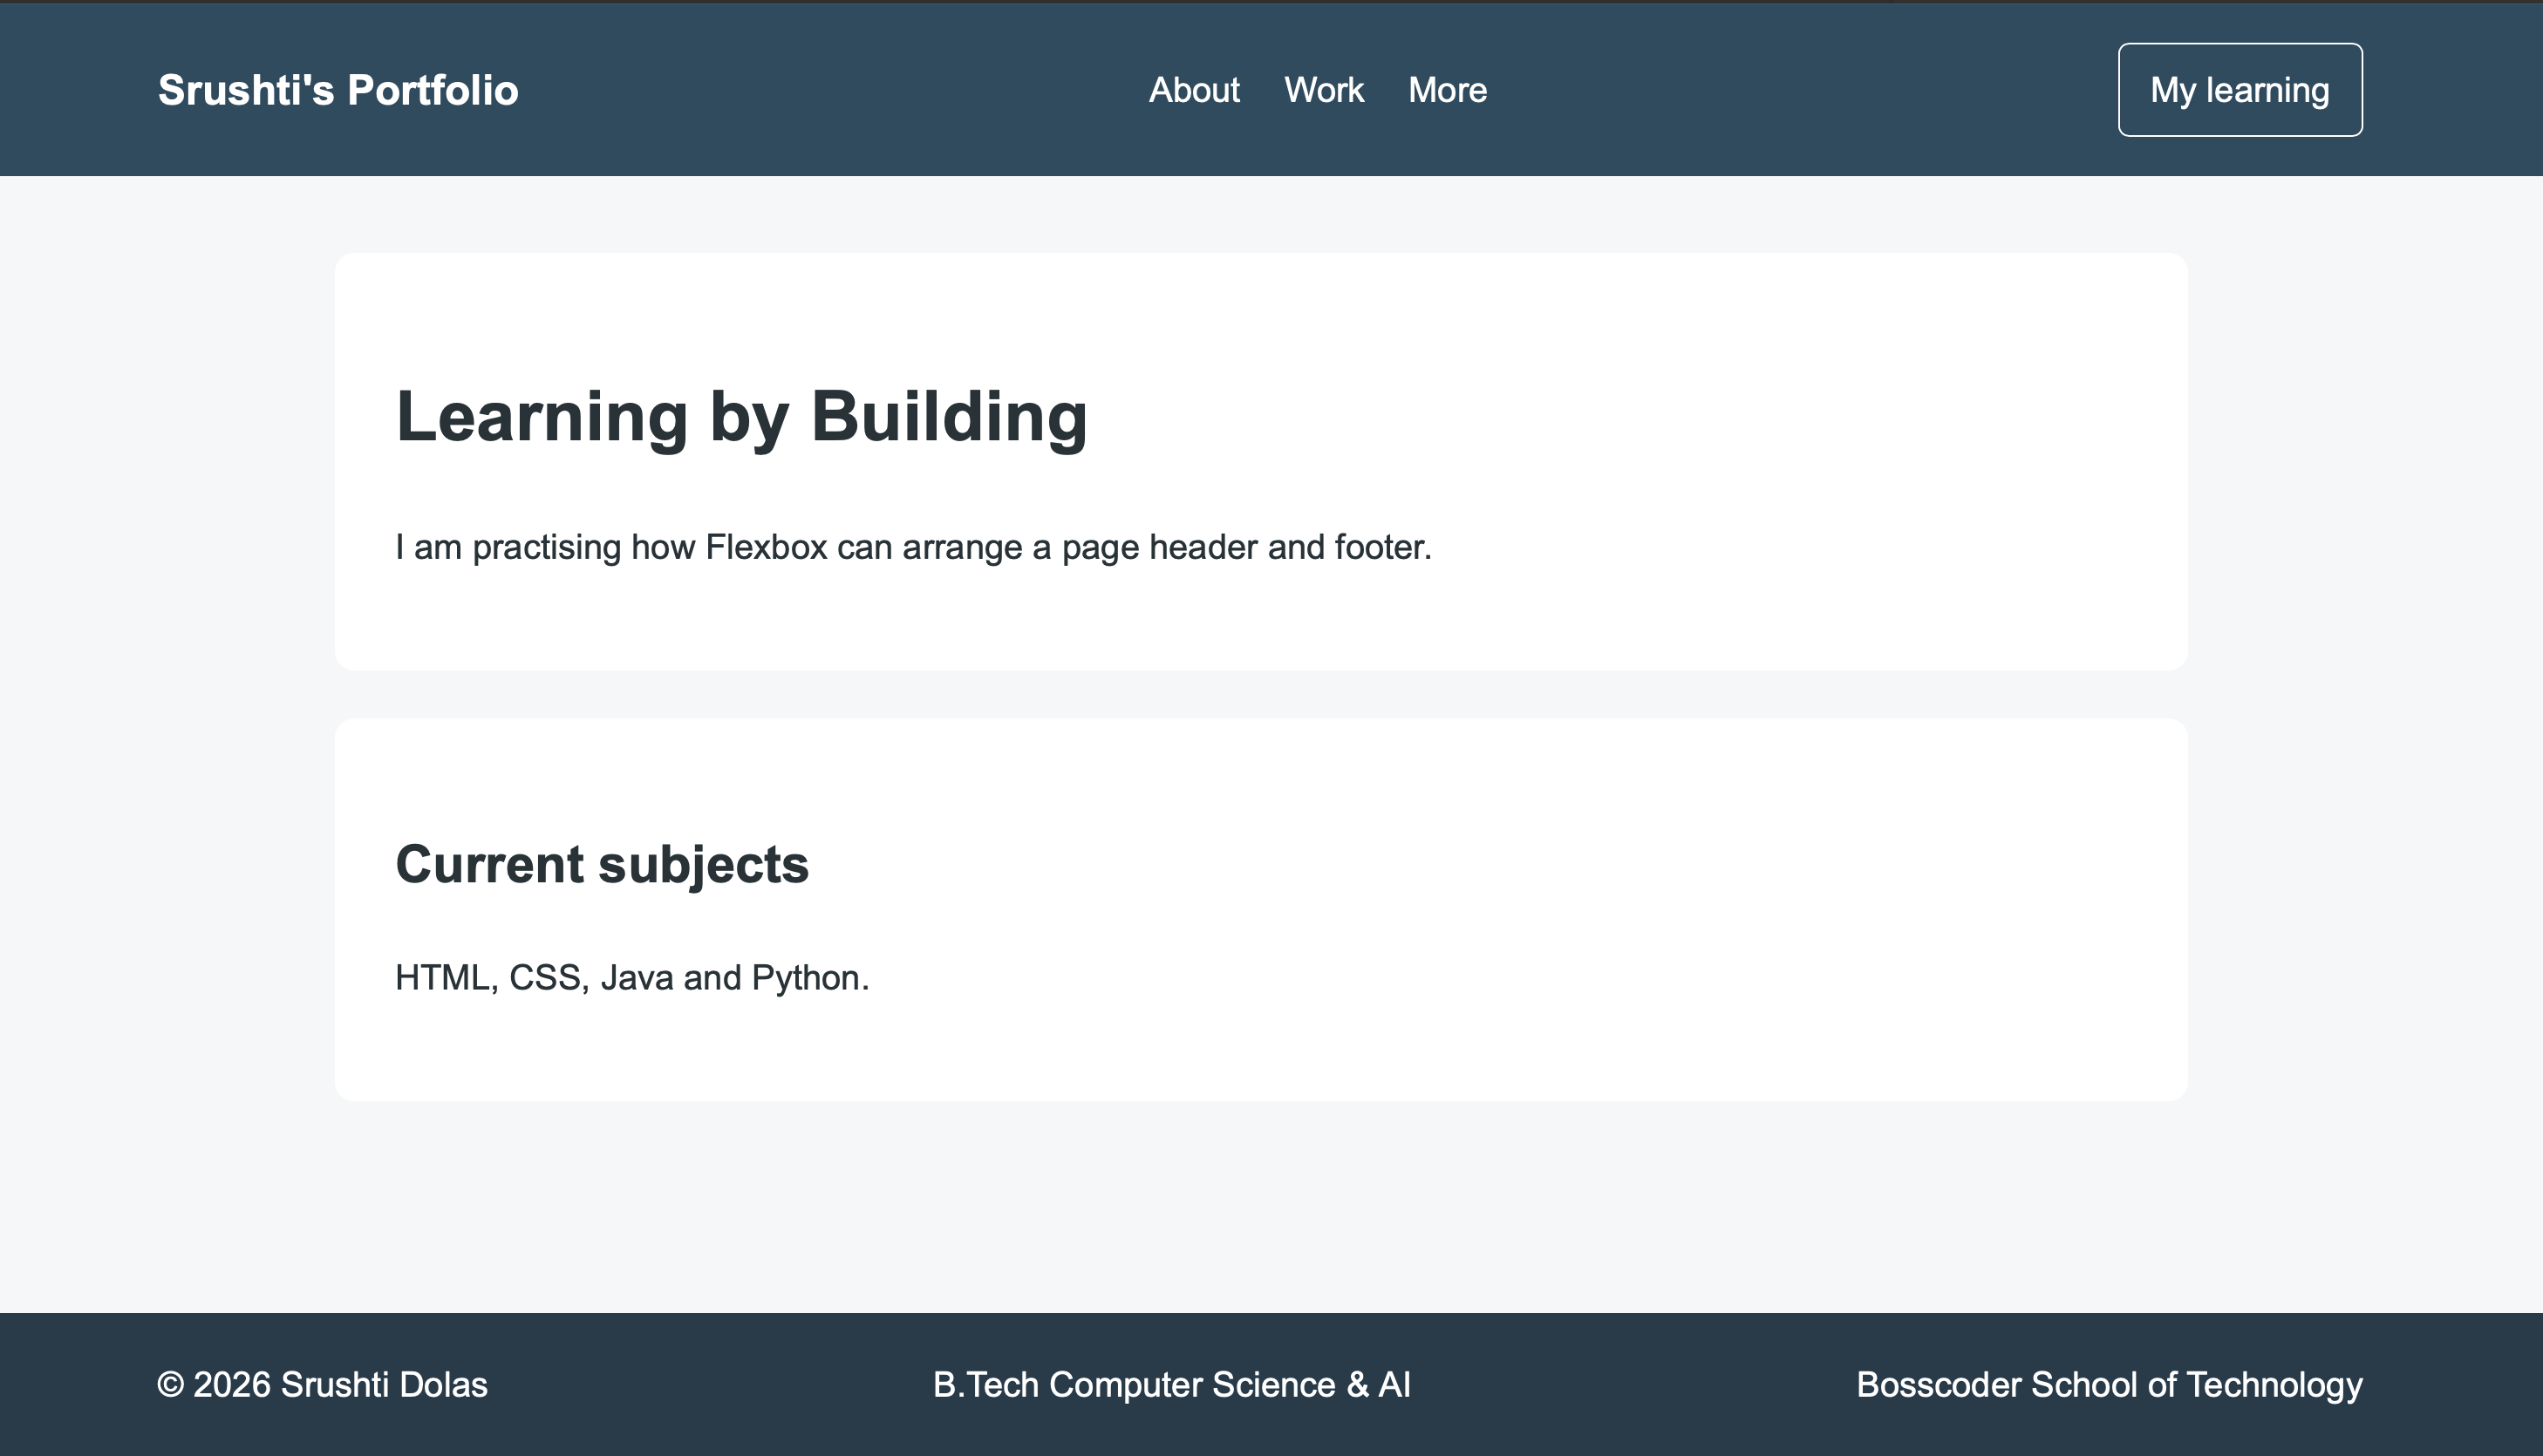 Srushti's Portfolio
About
Work
More
My learning
Learning by Building
I am practising how Flexbox can arrange a page header and footer.
Current subjects
HTML, CSS, Java and Python.
© 2026 Srushti Dolas
B.Tech Computer Science & AI
Bosscoder School of Technology